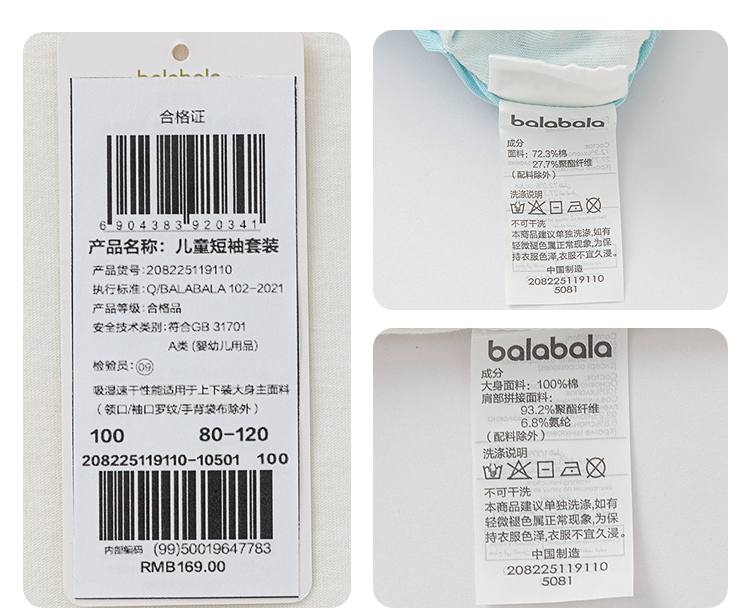 balabala
合格证
6 904383 920341
产品名称：儿童短袖套装
产品货号：208225119110
执行标准：Q/BALABALA 102-2021
产品等级：合格品
安全技术类别：符合GB 31701
A类 (婴幼儿用品)
检验员：09
吸湿速干性能适用于上下装大身主面料
（领口/袖口罗纹/手背袋布除外）
100 80-120
208225119110-10501 100
内部编码 (99)50019647783
RMB169.00
balabala
成分
面料：72.3%棉
27.7%聚酯纤维
（配料除外）
洗涤说明
不可干洗
本商品建议单独洗涤,如有
轻微褪色属正常现象,为保
持衣服色泽,衣服不宜久浸。
中国制造
208225119110
5081
balabala
成分
大身面料：100%棉
肩部拼接面料：
93.2%聚酯纤维
6.8%氨纶
（配料除外）
洗涤说明
不可干洗
本商品建议单独洗涤,如有
轻微褪色属正常现象,为保
持衣服色泽,衣服不宜久浸。
中国制造
208225119110
5081